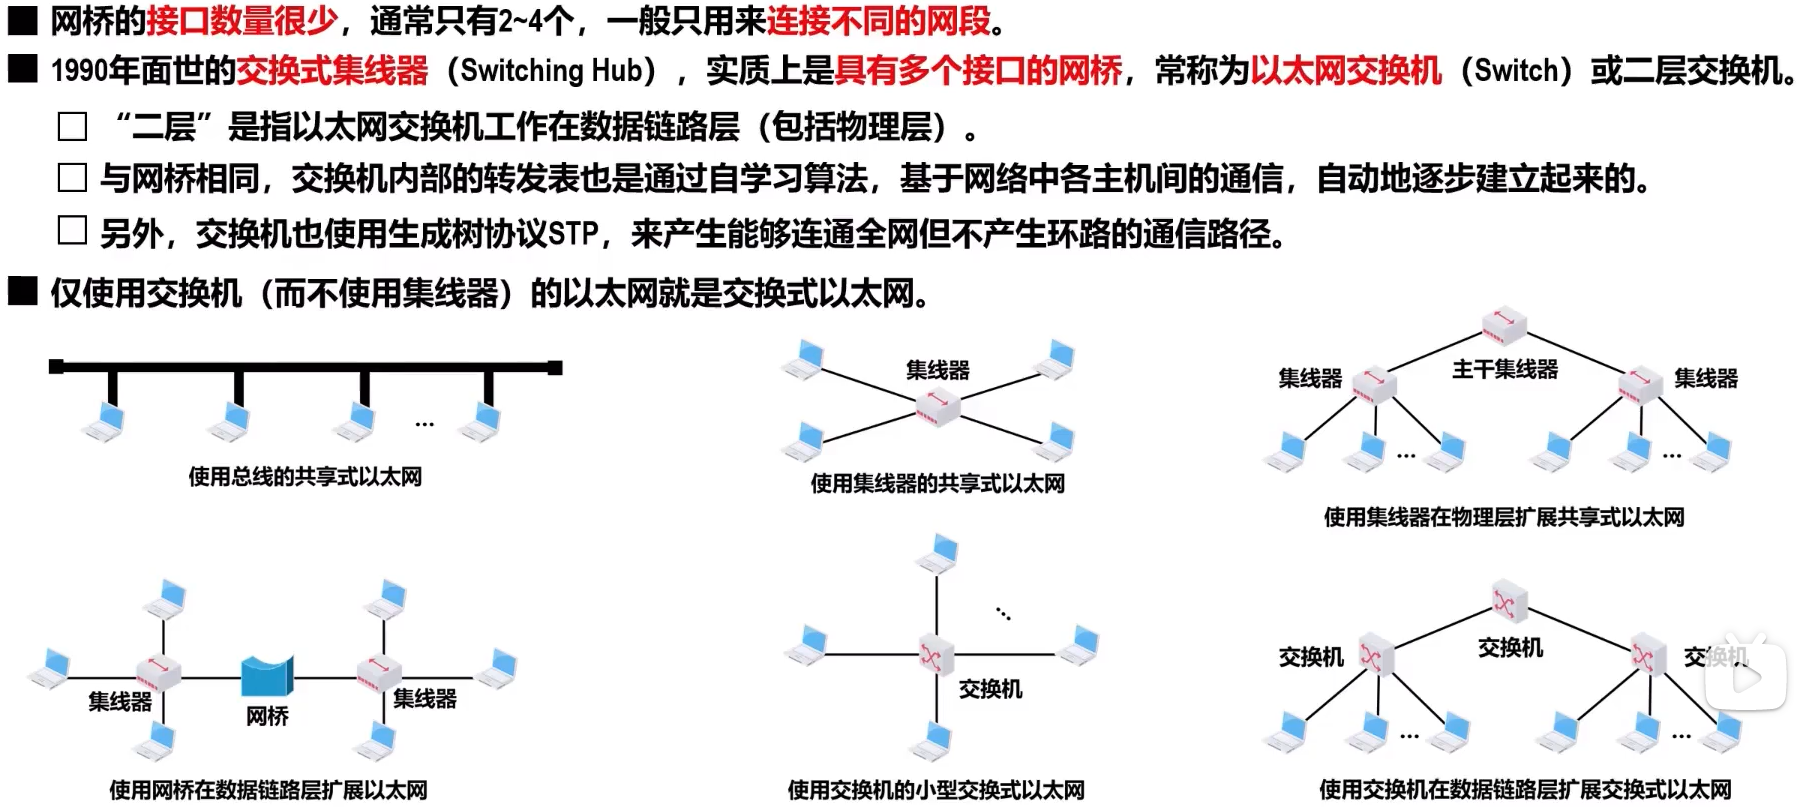 网桥的接口数量很少，通常只有2~4个，一般只用来连接不同的网段。
1990年面世的交换式集线器（Switching Hub），实质上是具有多个接口的网桥，常称为以太网交换机（Switch）或二层交换机。
“二层”是指以太网交换机工作在数据链路层（包括物理层）。
与网桥相同，交换机内部的转发表也是通过自学习算法，基于网络中各主机间的通信，自动地逐步建立起来的。
另外，交换机也使用生成树协议STP，来产生能够连通全网但不产生环路的通信路径。
仅使用交换机（而不使用集线器）的以太网就是交换式以太网。
...
使用总线的共享式以太网
集线器
使用集线器的共享式以太网
主干集线器
集线器
集线器
...
...
使用集线器在物理层扩展共享式以太网
集线器
网桥
集线器
使用网桥在数据链路层扩展以太网
...
交换机
使用交换机的小型交换式以太网
交换机
交换机
交换机
...
...
使用交换机在数据链路层扩展交换式以太网